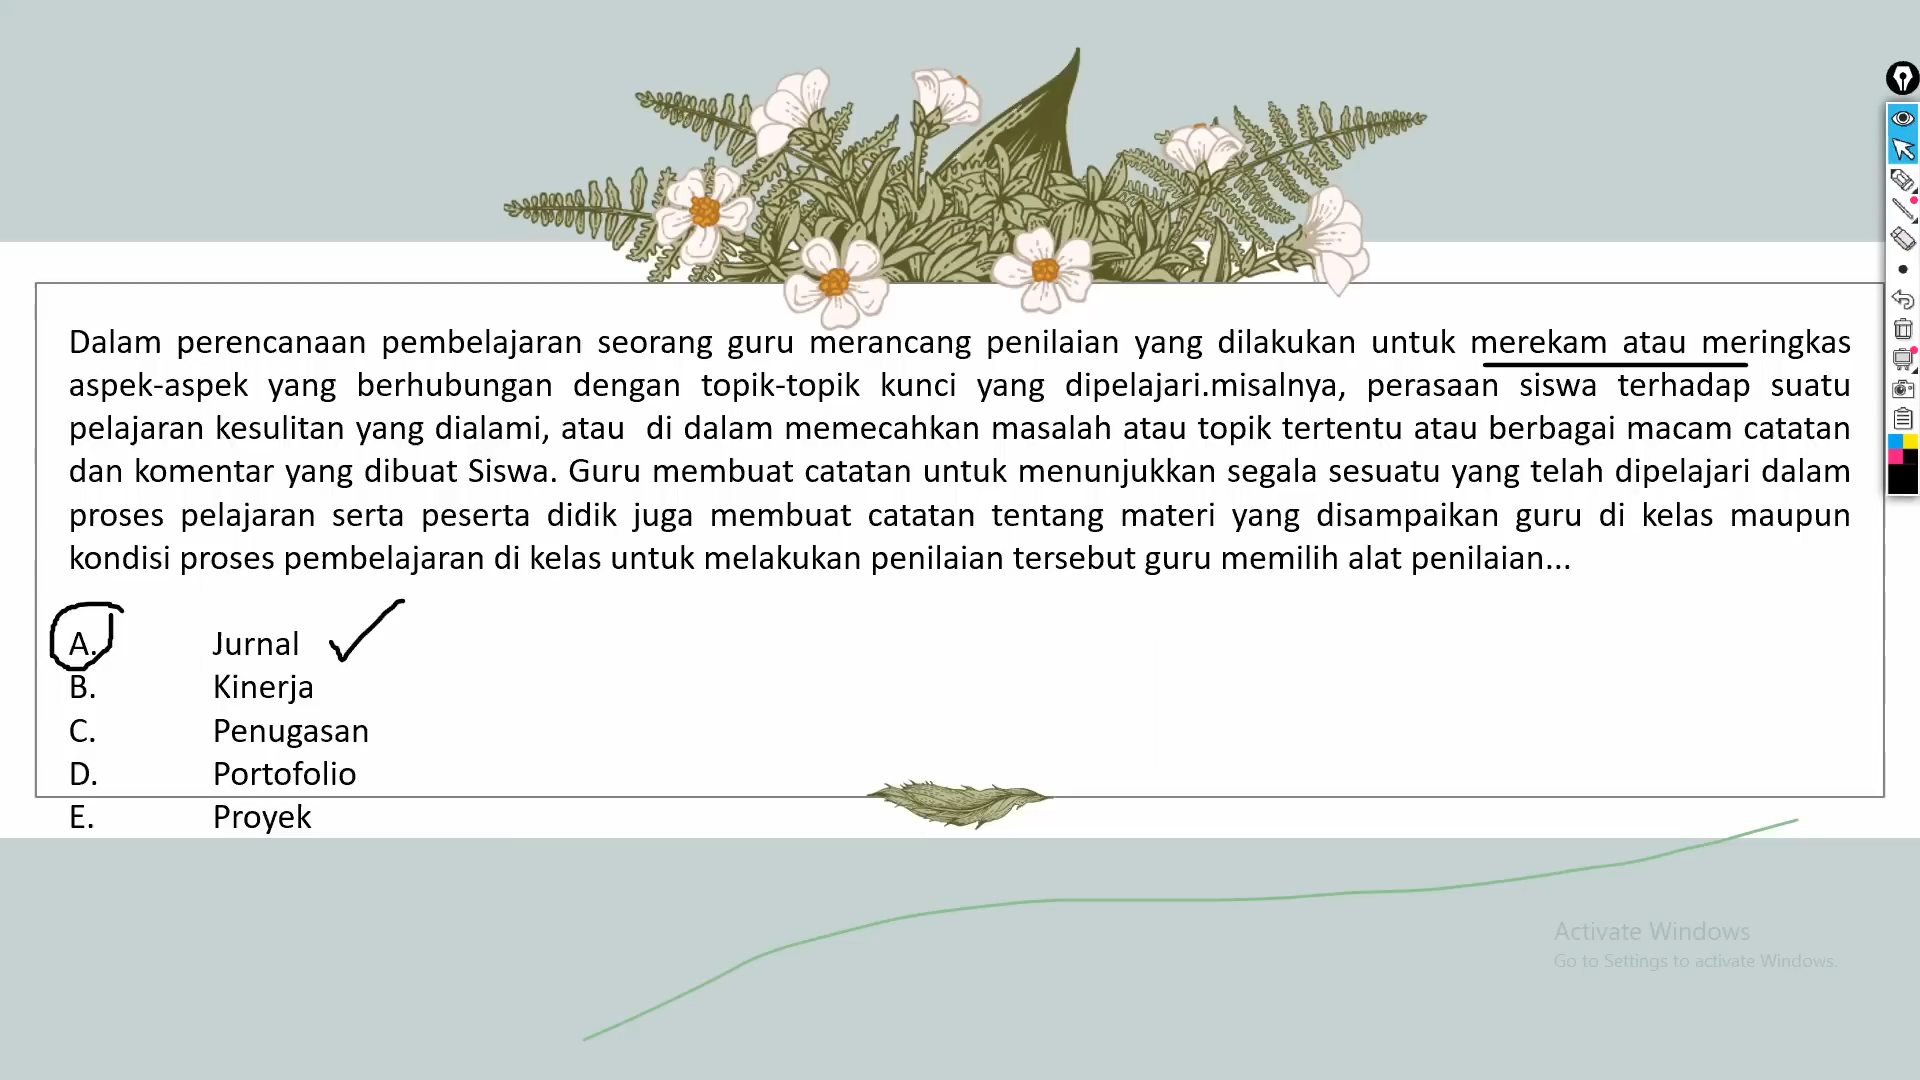 Dalam perencanaan pembelajaran seorang guru merancang penilaian yang dilakukan untuk merekam atau meringkas
aspek-aspek yang berhubungan dengan topik-topik kunci yang dipelajari.misalnya, perasaan siswa terhadap suatu
pelajaran kesulitan yang dialami, atau di dalam memecahkan masalah atau topik tertentu atau berbagai macam catatan
dan komentar yang dibuat Siswa. Guru membuat catatan untuk menunjukkan segala sesuatu yang telah dipelajari dalam
proses pelajaran serta peserta didik juga membuat catatan tentang materi yang disampaikan guru di kelas maupun
kondisi proses pembelajaran di kelas untuk melakukan penilaian tersebut guru memilih alat penilaian...
A. Jurnal
B. Kinerja
C. Penugasan
D. Portofolio
E. Proyek
Activate Windows
Go to Settings to activate Windows.